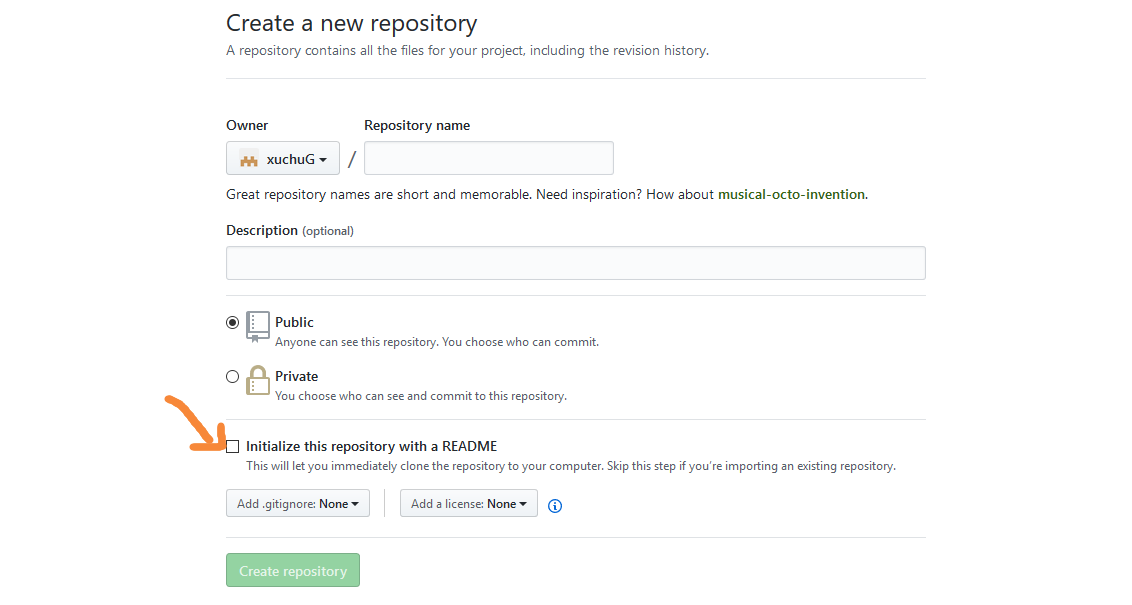 Create a new repository
A repository contains all the files for your project, including the revision history.
Owner
Repository name
xuchuG
/
Great repository names are short and memorable. Need inspiration? How about musical-octo-invention.
Description (optional)
Public
Anyone can see this repository. You choose who can commit.
Private
You choose who can see and commit to this repository.
Initialize this repository with a README
This will let you immediately clone the repository to your computer. Skip this step if you’re importing an existing repository.
Add .gitignore: None
Add a license: None
Create repository